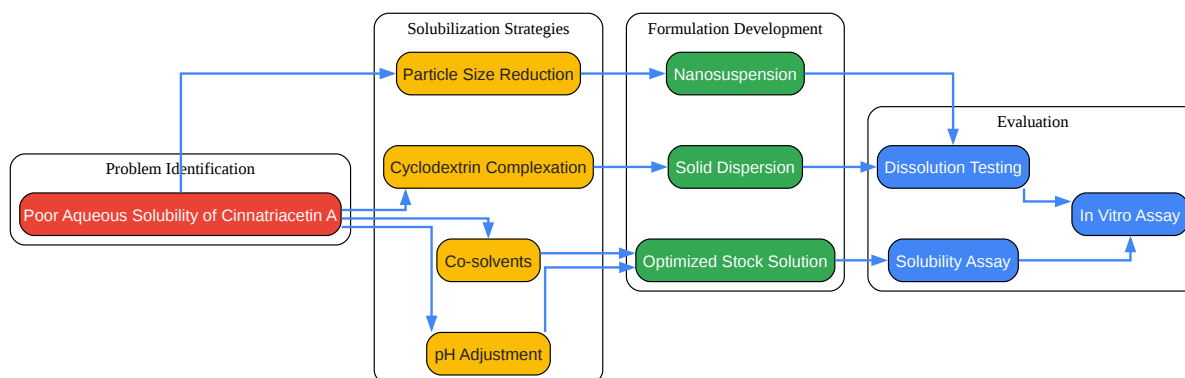 Problem Identification
Poor Aqueous Solubility of Cinnatriacetin A
Solubilization Strategies
Particle Size Reduction
Cyclodextrin Complexation
Co-solvents
pH Adjustment
Formulation Development
Nanosuspension
Solid Dispersion
Optimized Stock Solution
Evaluation
Dissolution Testing
Solubility Assay
In Vitro Assay